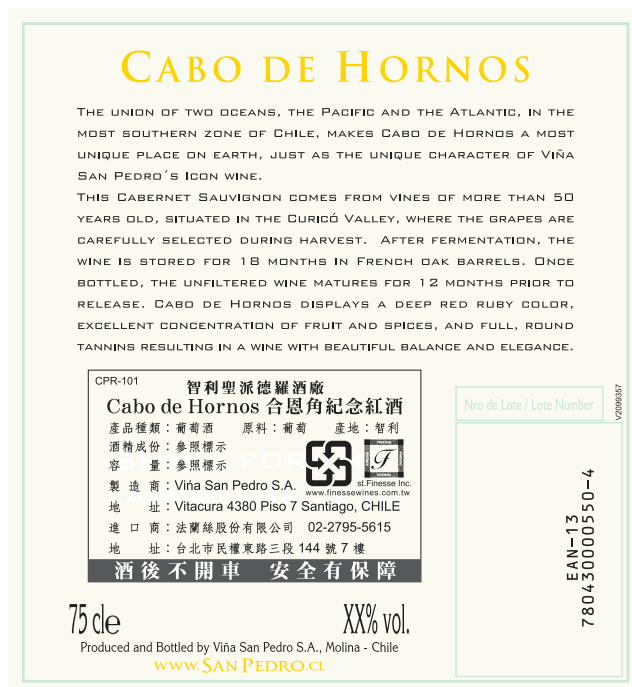 CABO DE HORNOS
THE UNION OF TWO OCEANS, THE PACIFIC AND THE ATLANTIC, IN THE
MOST SOUTHERN ZONE OF CHILE, MAKES CABO DE HORNOS A MOST
UNIQUE PLACE ON EARTH, JUST AS THE UNIQUE CHARACTER OF VIÑA
SAN PEDRO´S ICON WINE.
THIS CABERNET SAUVIGNON COMES FROM VINES OF MORE THAN 50
YEARS OLD, SITUATED IN THE CURICÓ VALLEY, WHERE THE GRAPES ARE
CAREFULLY SELECTED DURING HARVEST. AFTER FERMENTATION, THE
WINE IS STORED FOR 18 MONTHS IN FRENCH OAK BARRELS. ONCE
BOTTLED, THE UNFILTERED WINE MATURES FOR 12 MONTHS PRIOR TO
RELEASE. CABO DE HORNOS DISPLAYS A DEEP RED RUBY COLOR,
EXCELLENT CONCENTRATION OF FRUIT AND SPICES, AND FULL, ROUND
TANNINS RESULTING IN A WINE WITH BEAUTIFUL BALANCE AND ELEGANCE.
CPR-101
智利聖派德羅酒廠
Cabo de Hornos 合恩角紀念紅酒
產品種類：葡萄酒 原料：葡萄 產地：智利
酒精成份：參照標示
容 量：參照標示
製 造 商：Viña San Pedro S.A.
地 址：Vitacura 4380 Piso 7 Santiago, CHILE
進 口 商：法蘭絲股份有限公司 02-2795-5615
地 址：台北市民權東路三段 144 號 7 樓
FINESSE
F
st.Finesse Inc.
www.finessewines.com.tw
酒後不開車 安全有保障
75 cle
XX% vol.
Produced and Bottled by Viña San Pedro S.A., Molina - Chile
WWW.SANPEDRO.CL
Nro de Lote / Lote Number
V2099357
EAN-13
780430000550-4